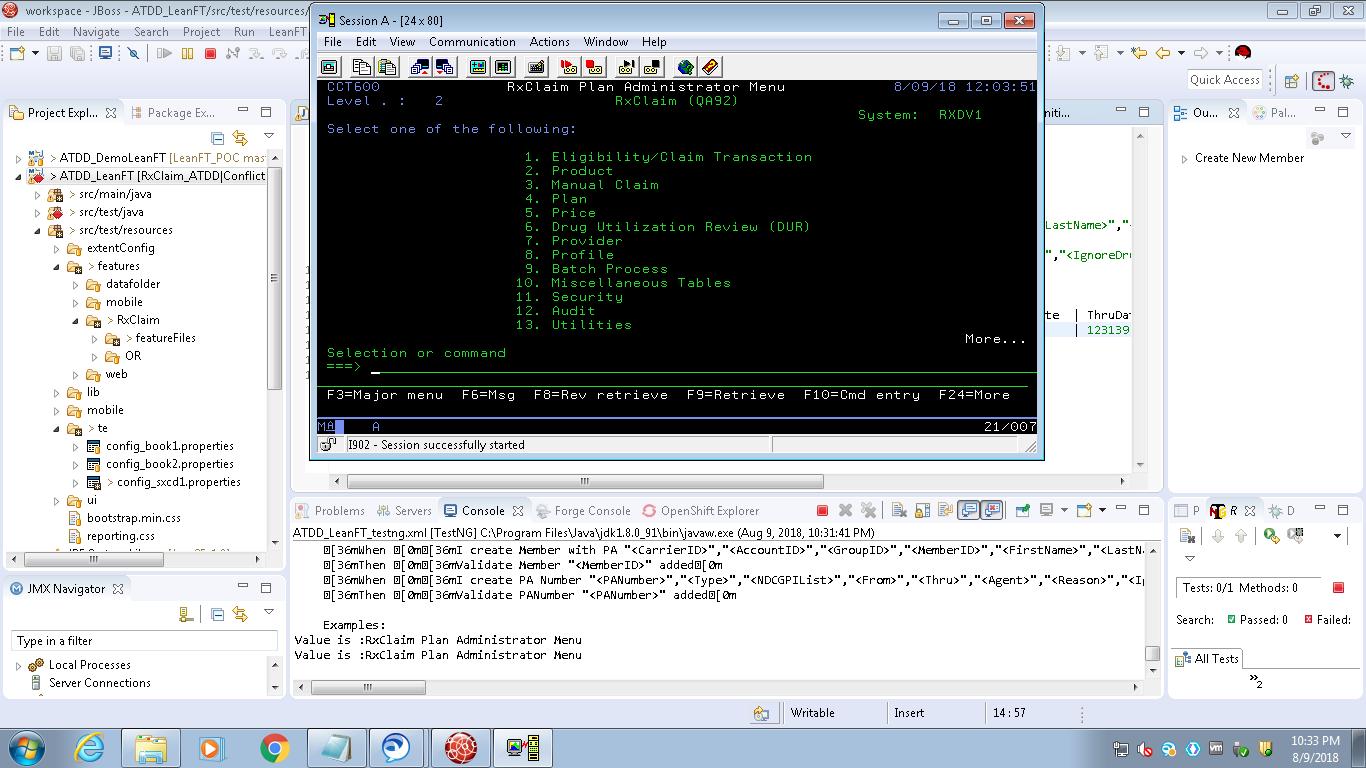 workspace - JBoss - ATDD_LeanFT/src/test/resources/
File Edit Navigate Search Project Run LeanFT
Quick Access
Project Expl... Package Ex...
> ATDD_DemoLeanFT [LeanFT_POC mas
> ATDD_LeanFT [RxClaim_ATDD|Conflict
> src/main/java
> src/test/java
> src/test/resources
extentConfig
> features
datafolder
mobile
> RxClaim
> featureFiles
OR
web
lib
mobile
> te
config_book1.properties
config_book2.properties
> config_sxcd1.properties
ui
bootstrap.min.css
reporting.css
JMX Navigator
Type in a filter
Local Processes
Server Connections
Session A - [24 x 80]
File Edit View Communication Actions Window Help
CCT600 RxClaim Plan Administrator Menu 8/09/18 12:03:51
Level . : 2 RxClaim (QA92)
System: RXDV1
Select one of the following:
1. Eligibility/Claim Transaction
2. Product
3. Manual Claim
4. Plan
5. Price
6. Drug Utilization Review (DUR)
7. Provider
8. Profile
9. Batch Process
10. Miscellaneous Tables
11. Security
12. Audit
13. Utilities
More...
Selection or command
===>
F3=Major menu F6=Msg F8=Rev retrieve F9=Retrieve F10=Cmd entry F24=More
MA A 21/007
I902 - Session successfully started
niti...
LastName>","
","<IgnoreDru
te | ThruDat
| 123139
Ou... Pal...
Create New Member
Problems Servers Console Forge Console OpenShift Explorer
ATDD_LeanFT_testng.xml [TestNG] C:\Program Files\Java\jdk1.8.0_91\bin\javaw.exe (Aug 9, 2018, 10:31:41 PM)
[36mWhen [0m[36mI create Member with PA "<CarrierID>","<AccountID>","<GroupID>","<MemberID>","<FirstName>","<LastN
[36mThen [0m[36mValidate Member "<MemberID>" added[0m
[36mWhen [0m[36mI create PA Number "<PANumber>","<Type>","<NDCGPIList>","<From>","<Thru>","<Agent>","<Reason>","<Ig
[36mThen [0m[36mValidate PANumber "<PANumber>" added[0m
Examples:
Value is :RxClaim Plan Administrator Menu
Value is :RxClaim Plan Administrator Menu
P R D
Tests: 0/1 Methods: 0
Search: Passed: 0 Failed:
All Tests
»2
Writable Insert 14 : 57
10:33 PM
8/9/2018